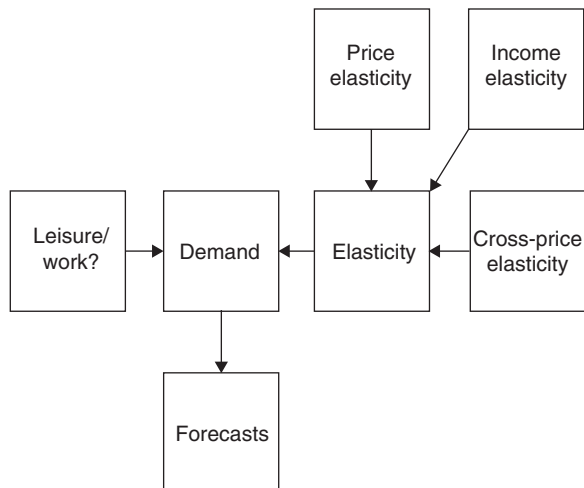 Price
elasticity
Income
elasticity
Leisure/
work?
Demand
Elasticity
Cross-price
elasticity
Forecasts